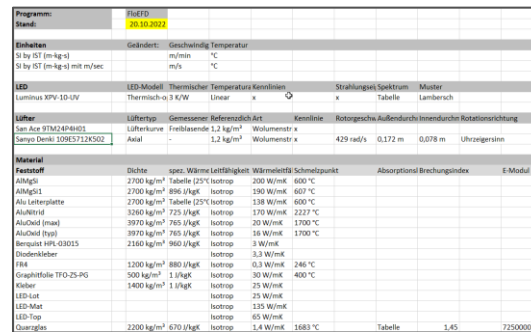 Programm: FloEFD
Stand: 20.10.2022
Einheiten: Geändert: Geschwindig Temperatur
SI by IST (m-kg-s) m/min °C
SI by IST (m-kg-s) mit m/sec m/s °C
LED LED-Modell Thermischer Temperatura Kennlinien Strahlungsei Spektrum Muster
Luminus XPV-10-UV Thermisch-o 3 K/W Linear x x Tabelle Lambersch
Lüfter Lüftertyp Gemessener Referenzdich Art Kennlinie Rotorgeschw Außendurch Innendurchn Rotationsrichtung
San Ace 9TM24P4H01 Lüfterkurve Freiblasende 1,2 kg/m³ Wolumenstr x
Sanyo Denki 109E5712K502 Axial - 1,2 kg/m³ Wolumenstr x 429 rad/s 0,172 m 0,078 m Uhrzeigersinn
Material
Feststoff Dichte spez. Wärme Leitfähigkeit Wärmeleitfä Schmelzpunkt Absorptionsl Brechungsindex E-Modul
AlMgSi 2700 kg/m³ Tabelle (25°C Isotrop 200 W/mK 600 °C
AlMgSi1 2700 kg/m³ 896 J/kgK Isotrop 190 W/mK 607 °C
Alu Leiterplatte 2700 kg/m³ Tabelle (25°C Isotrop 138 W/mK 600 °C
AluNitrid 3260 kg/m³ 725 J/kgK Isotrop 170 W/mK 2227 °C
AluOxid (max) 3970 kg/m³ 765 J/kgK Isotrop 20 W/mK 1700 °C
AluOxid (typ) 3970 kg/m³ 765 J/kgK Isotrop 16 W/mK 1700 °C
Berquist HPL-03015 2160 kg/m³ 960 J/kgK Isotrop 3 W/mK
Diodenkleber Isotrop 3,3 W/mK
FR4 1200 kg/m³ 880 J/kgK Isotrop 0,3 W/mK 246 °C
Graphitfolie TFO-ZS-PG 500 kg/m³ 1 J/kgK Isotrop 30 W/mK 400 °C
Kleber 1400 kg/m³ 1 J/kgK Isotrop 25 W/mK
LED-Lot Isotrop 25 W/mK
LED-Mat Isotrop 135 W/mK
LED-Top Isotrop 65 W/mK
Quarzglas 2200 kg/m³ 670 J/kgK Isotrop 1,4 W/mK 1683 °C Tabelle 1,45 7250000